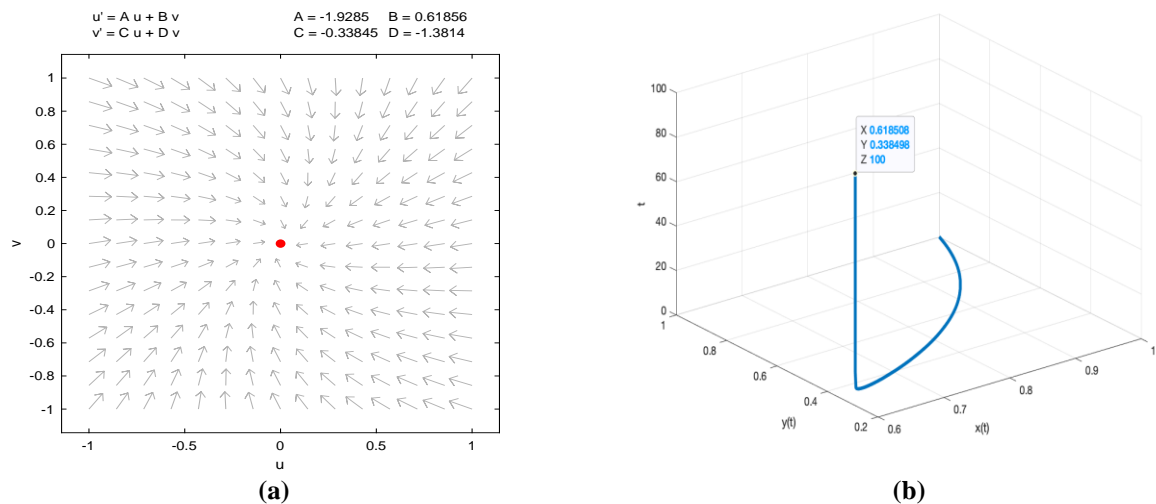 u' = A u + B v
v' = C u + D v
A = -1.9285 B = 0.61856
C = -0.33845 D = -1.3814
1
0.8
0.6
0.4
0.2
0
-0.2
-0.4
-0.6
-0.8
-1
v
-1
-0.5
0
0.5
1
u
(a)
100
80
60
40
20
0
t
X 0.618508
Y 0.338498
Z 100
1
0.8
0.6
0.4
0.2
y(t)
0.6
0.7
0.8
0.9
1
x(t)
(b)